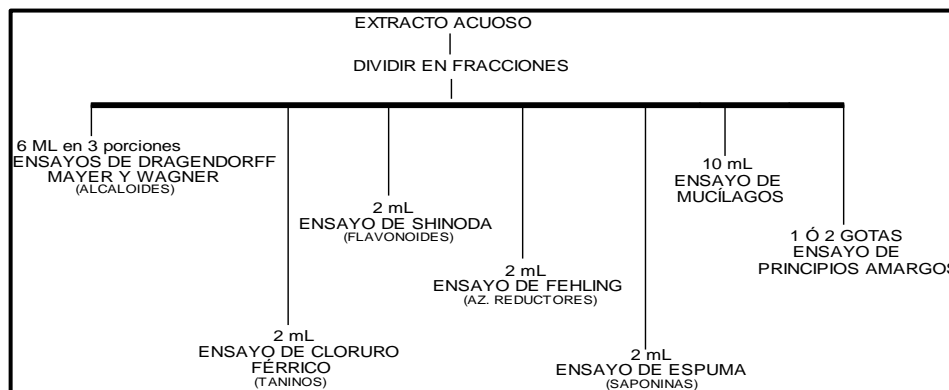 EXTRACTO ACUOSO
DIVIDIR EN FRACCIONES
6 ML en 3 porciones
ENSAYOS DE DRAGENDORFF
MAYER Y WAGNER
(ALCALOIDES)
2 mL
ENSAYO DE CLORURO
FÉRRICO
(TANINOS)
2 mL
ENSAYO DE SHINODA
(FLAVONOIDES)
2 mL
ENSAYO DE FEHLING
(AZ. REDUCTORES)
2 mL
ENSAYO DE ESPUMA
(SAPONINAS)
10 mL
ENSAYO DE
MUCÍLAGOS
1 Ó 2 GOTAS
ENSAYO DE
PRINCIPIOS AMARGOS